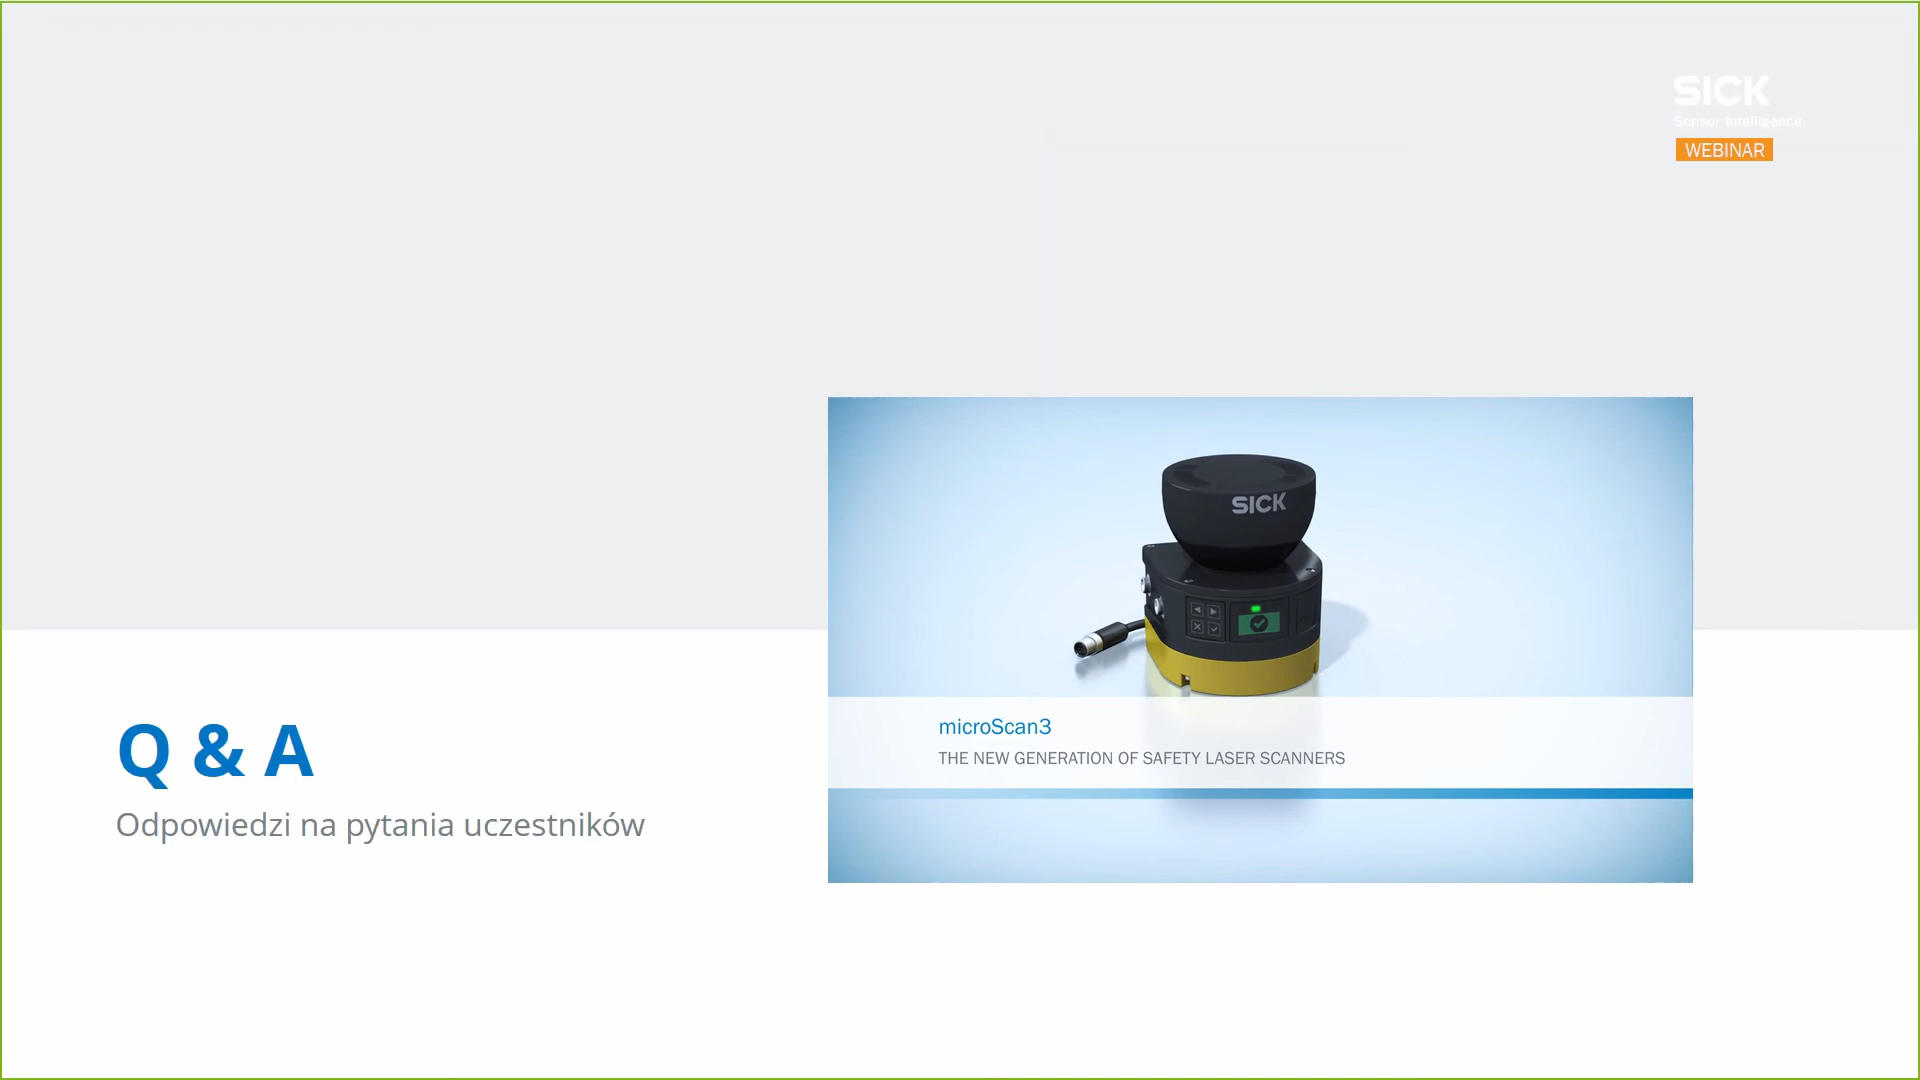 SICK
Sensor Intelligence
WEBINAR
SICK
microScan3
THE NEW GENERATION OF SAFETY LASER SCANNERS
Q & A
Odpowiedzi na pytania uczestników